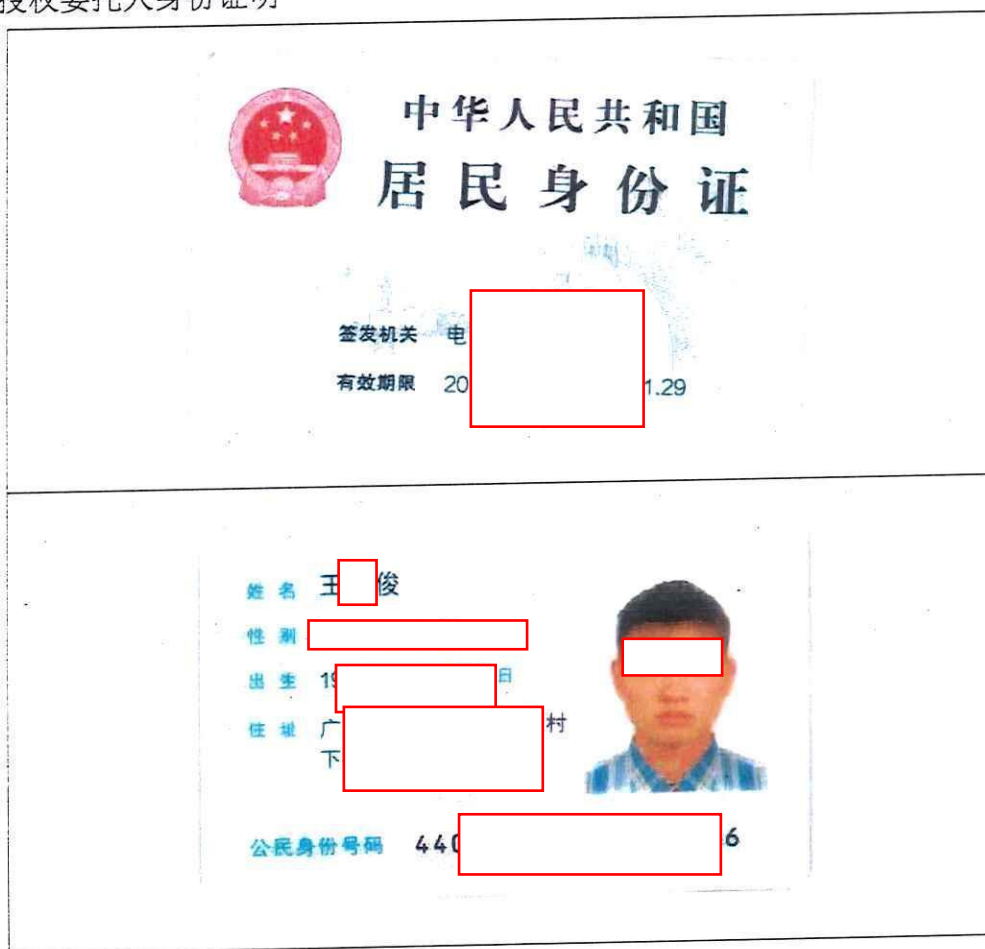 授权委托人身份证明
中华人民共和国
居民身份证
签发机关 电
有效期限 20 1.29
姓名 王 俊
性别
出生 19 日
住址 广 村
下
公民身份号码 440 6